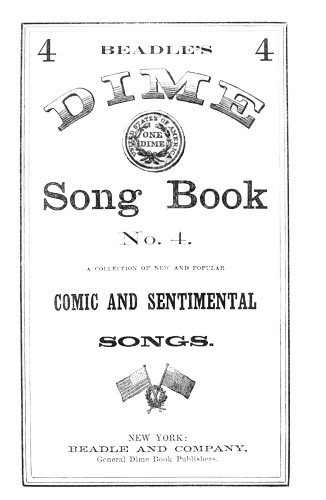 4 BEADLE'S 4
DIME
UNITED STATES OF AMERICA
ONE
DIME
Song Book
No. 4.
A COLLECTION OF NEW AND POPULAR
COMIC AND SENTIMENTAL
SONGS.
NEW YORK:
BEADLE AND COMPANY,
General Dime Book Publishers.